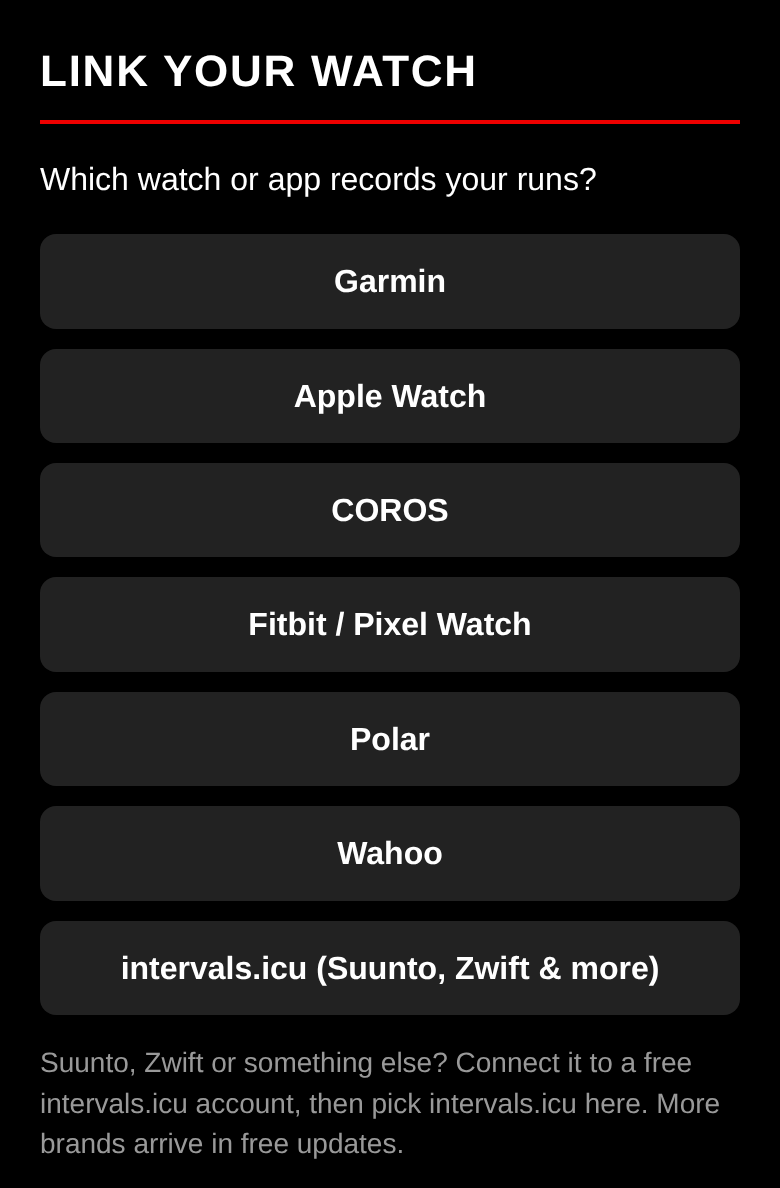 LINK YOUR WATCH
Which watch or app records your runs?
Garmin
Apple Watch
COROS
Fitbit / Pixel Watch
Polar
Wahoo
intervals.icu (Suunto, Zwift & more)
Suunto, Zwift or something else? Connect it to a free
intervals.icu account, then pick intervals.icu here. More
brands arrive in free updates.